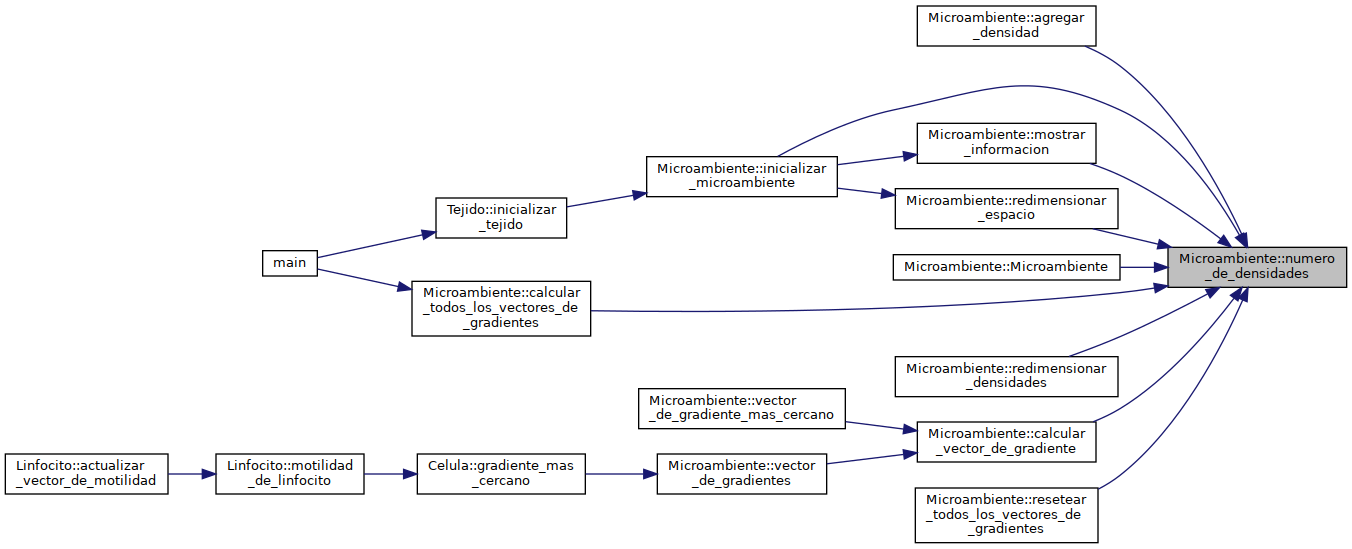 Microambiente::agregar
_densidad
Microambiente::mostrar
_informacion
Microambiente::inicializar
_microambiente
Microambiente::redimensionar
_espacio
Tejido::inicializar
_tejido
main
Microambiente::Microambiente
Microambiente::numero
_de_densidades
Microambiente::calcular
_todos_los_vectores_de
_gradientes
Microambiente::redimensionar
_densidades
Microambiente::vector
_de_gradiente_mas_cercano
Microambiente::calcular
_vector_de_gradiente
Linfocito::actualizar
_vector_de_motilidad
Linfocito::motilidad
_de_linfocito
Celula::gradiente_mas
_cercano
Microambiente::vector
_de_gradientes
Microambiente::resetear
_todos_los_vectores_de
_gradientes